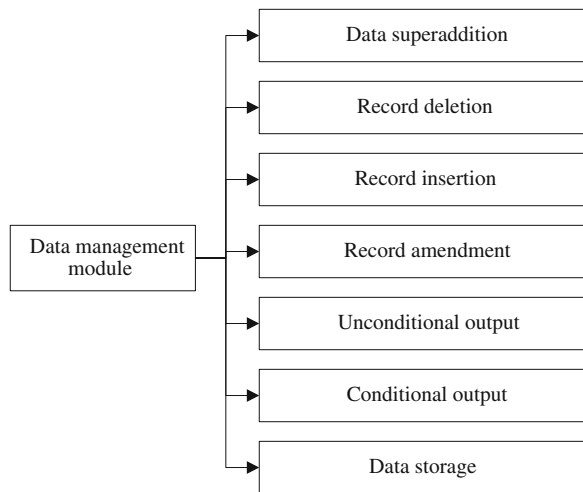 Data superaddition
Record deletion
Record insertion
Data management
module
Record amendment
Unconditional output
Conditional output
Data storage